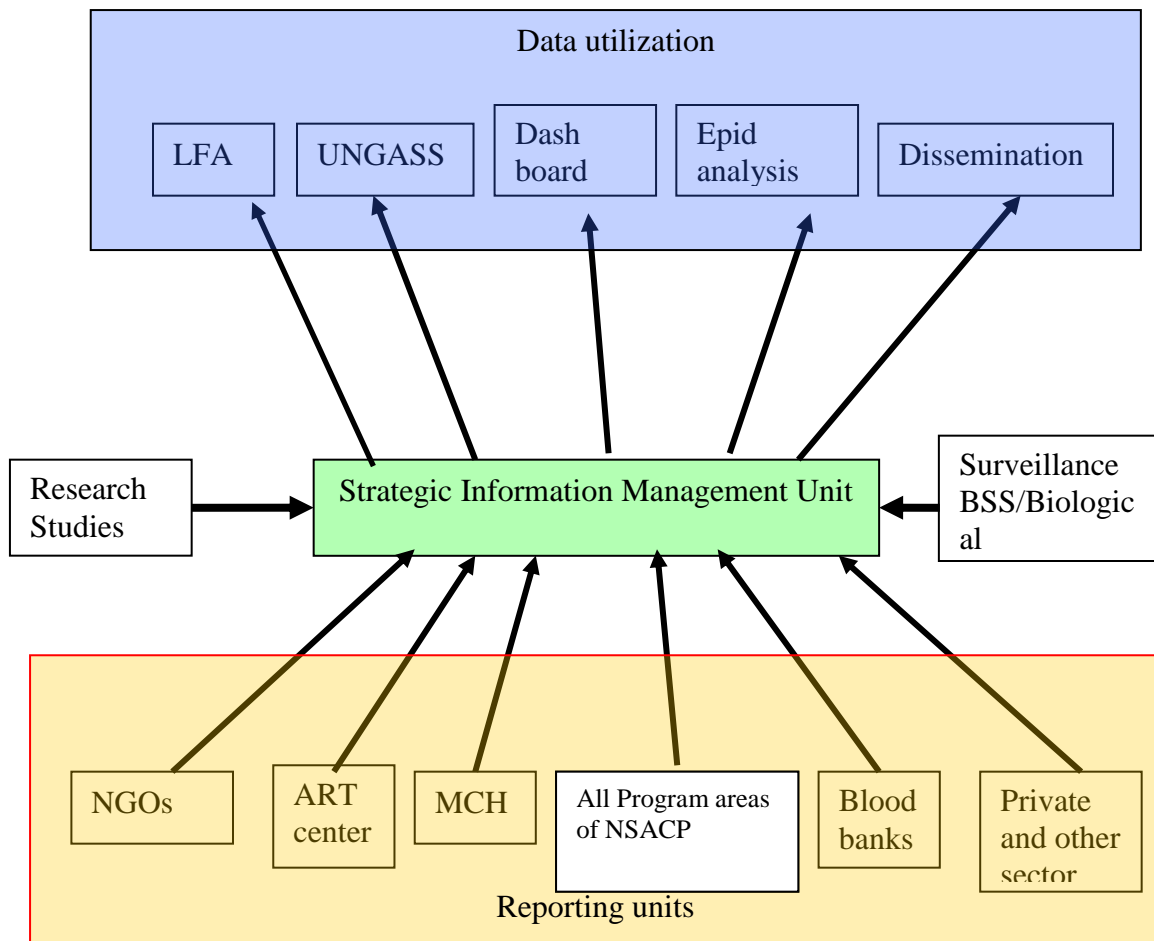 Data utilization
LFA
UNGASS
Dash
board
Epid
analysis
Dissemination
Research
Studies
Strategic Information Management Unit
Surveillance
BSS/Biologic
al
NGOs
ART
center
MCH
All Program areas
of NSACP
Blood
banks
Private
and other
sector
Reporting units